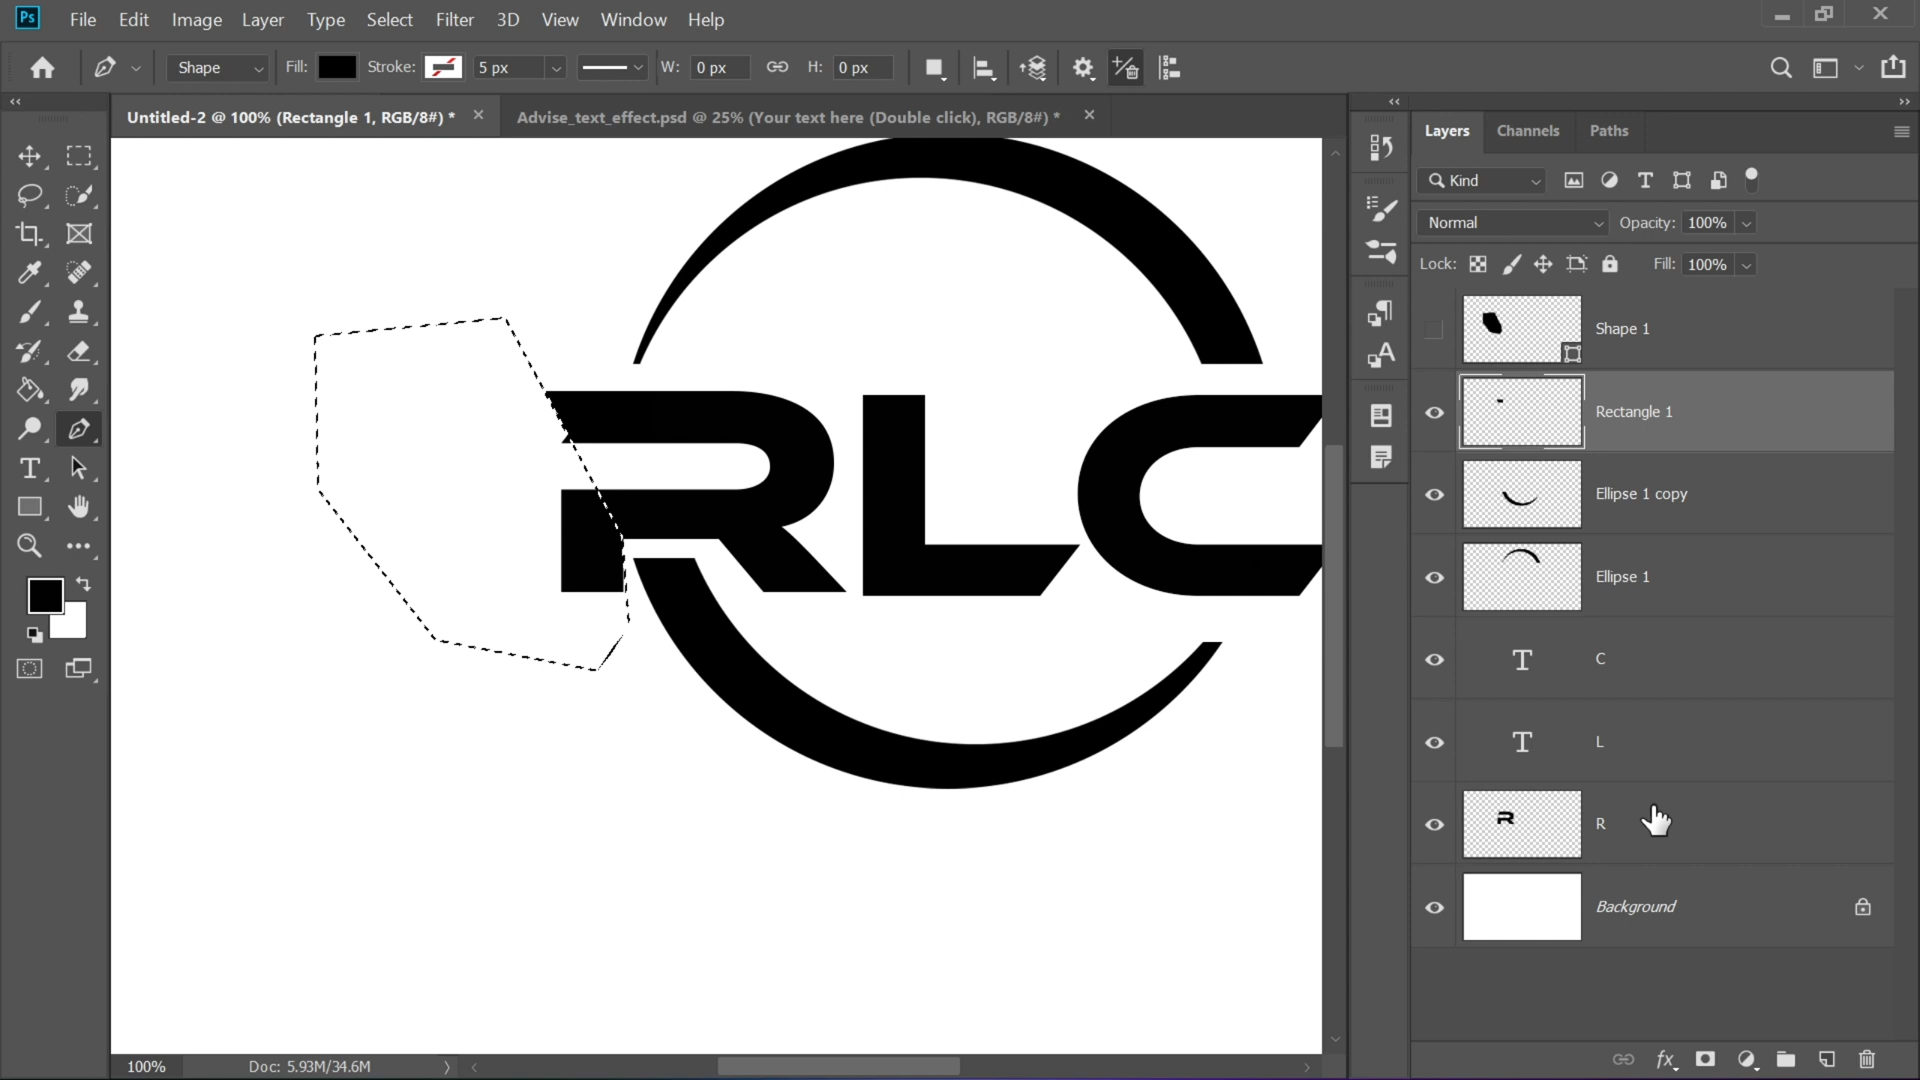 Ps File Edit Image Layer Type Select Filter 3D View Window Help
Shape Fill: Stroke: 5 px W: 0 px H: 0 px
Untitled-2 @ 100% (Rectangle 1, RGB/8#) * Advise_text_effect.psd @ 25% (Your text here (Double click), RGB/8#) *
Layers Channels Paths
Kind
Normal Opacity: 100%
Lock: Fill: 100%
Shape 1
Rectangle 1
Ellipse 1 copy
Ellipse 1
C
L
R
Background
RLC
100% Doc: 5.93M/34.6M